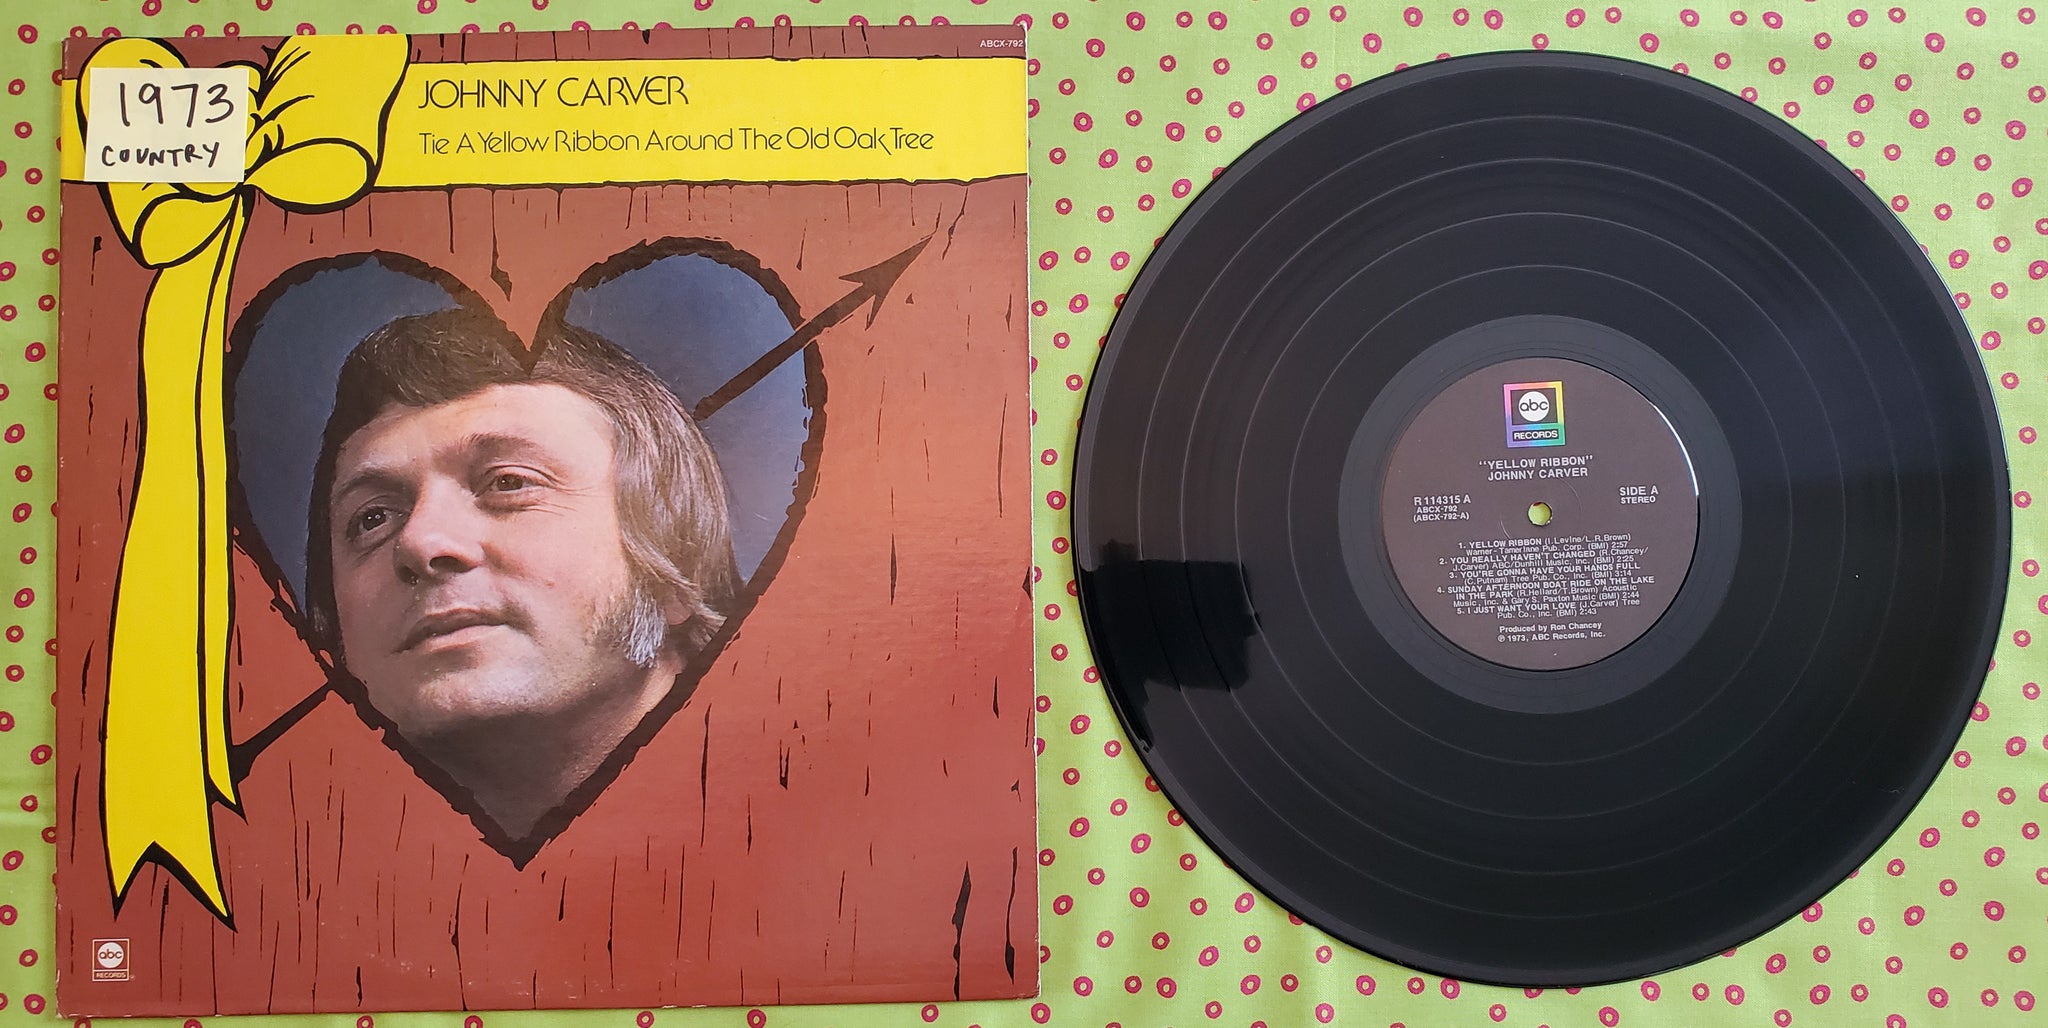 ABCX-792
1973
COUNTRY
JOHNNY CARVER
Tie A Yellow Ribbon Around The Old Oak Tree
abc
RECORDS
abc
RECORDS
"YELLOW RIBBON"
JOHNNY CARVER
R 114315 A
ABCX-792
(ABCX-792-A)
SIDE A
STEREO
1. YELLOW RIBBON (I. Levine/L.R. Brown)
Warner-Tamerlane Pub. Corp. (BMI) 2:57
2. YOU REALLY HAVEN'T CHANGED (R. Chancey/
J. Carver) ABC/Dunhill Music, Inc. (BMI) 2:25
3. YOU'RE GONNA HAVE YOUR HANDS FULL
(C. Putnam) Tree Pub. Co., Inc. (BMI) 3:14
4. SUNDAY AFTERNOON BOAT RIDE ON THE LAKE
IN THE PARK (R. Hellard/T. Brown) Acoustic
Music, Inc. & Gary S. Paxton Music (BMI) 2:44
5. I JUST WANT YOUR LOVE (J. Carver) Tree
Pub. Co., Inc. (BMI) 2:43
Produced by Ron Chancey
℗ 1973, ABC Records, Inc.